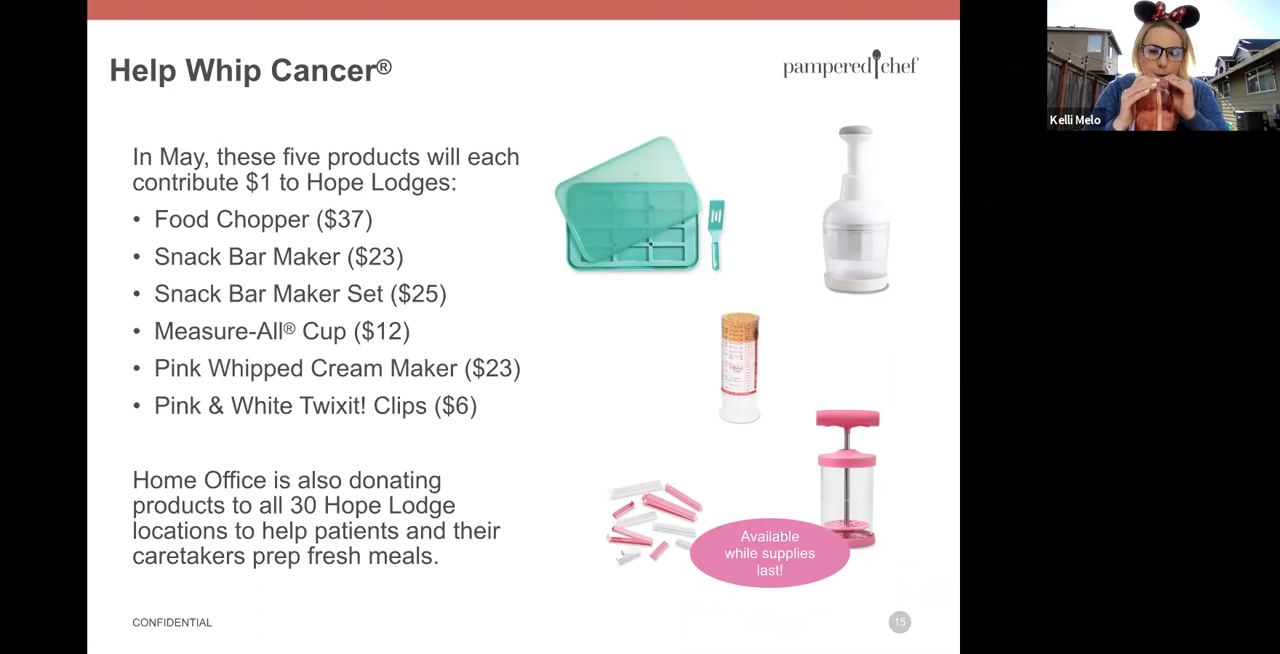 Help Whip Cancer®
pampered chef
Kelli Melo
In May, these five products will each
contribute $1 to Hope Lodges:
• Food Chopper ($37)
• Snack Bar Maker ($23)
• Snack Bar Maker Set ($25)
• Measure-All® Cup ($12)
• Pink Whipped Cream Maker ($23)
• Pink & White Twixit! Clips ($6)
Home Office is also donating
products to all 30 Hope Lodge
locations to help patients and their
caretakers prep fresh meals.
Available
while supplies
last!
CONFIDENTIAL
15